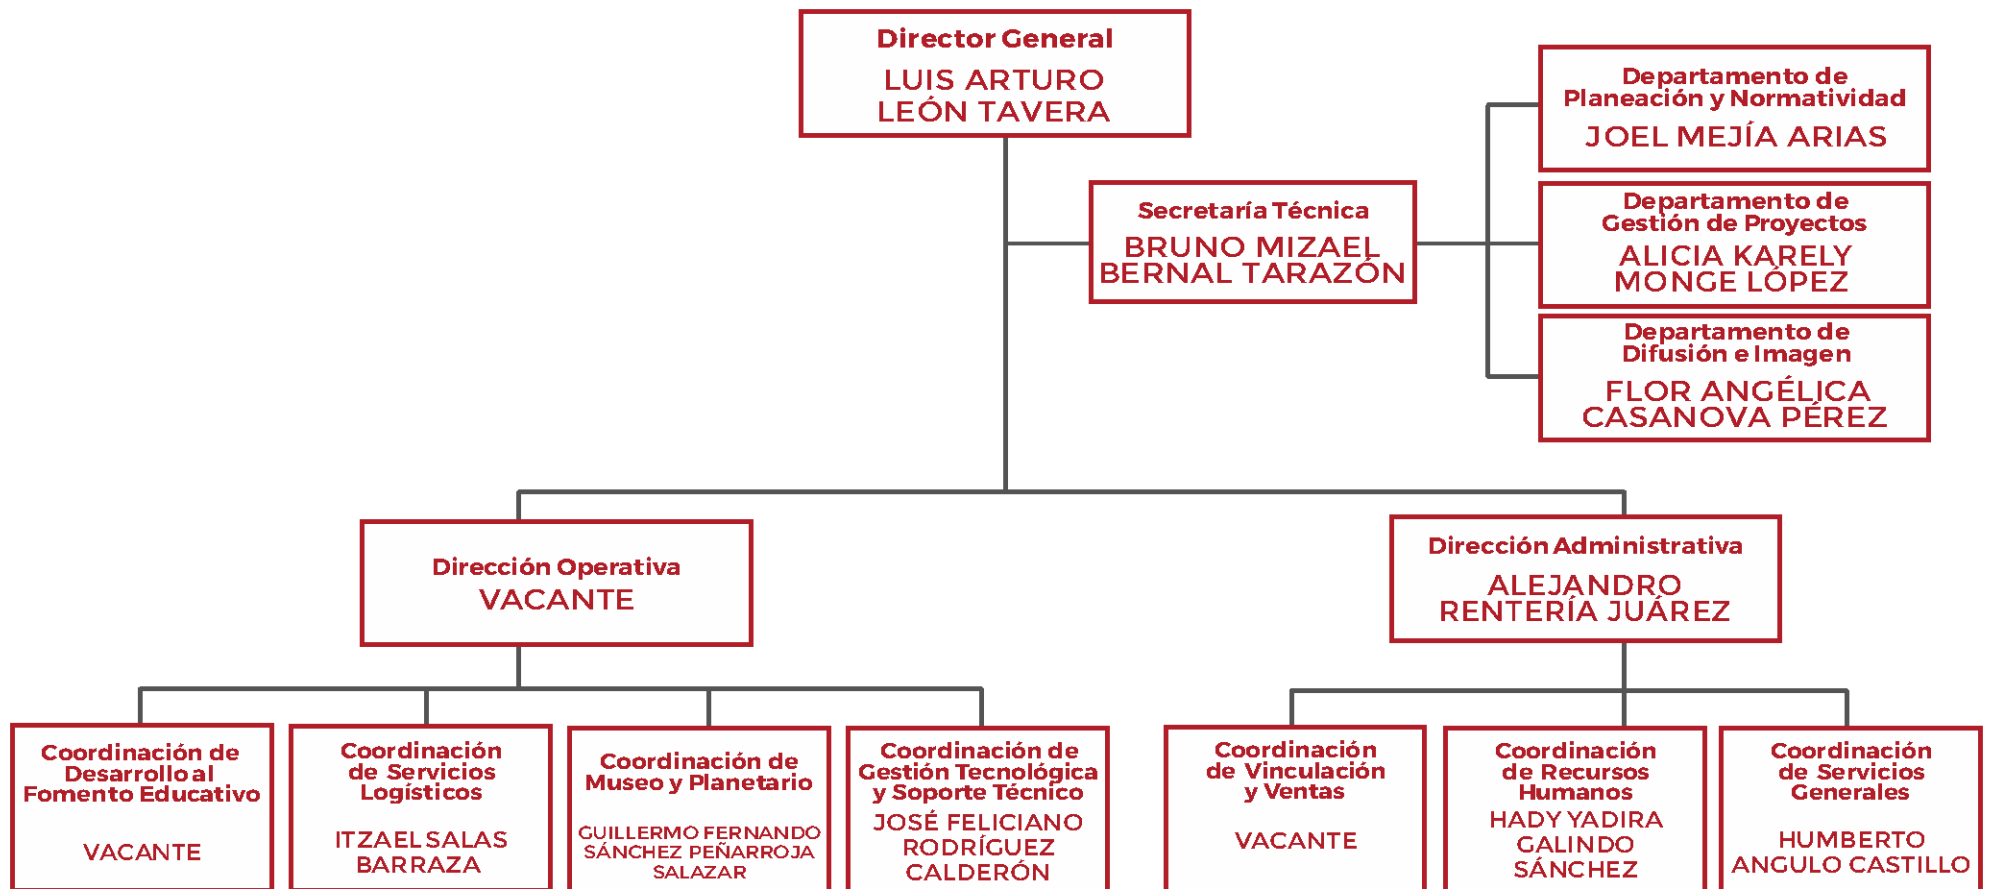 Director General
LUIS ARTURO
LEÓN TAVERA
Departamento de
Planeación y Normatividad
JOEL MEJÍA ARIAS
Secretaría Técnica
BRUNO MIZAEL
BERNAL TARAZÓN
Departamento de
Gestión de Proyectos
ALICIA KARELY
MONGE LÓPEZ
Departamento de
Difusión e Imagen
FLOR ANGÉLICA
CASANOVA PÉREZ
Dirección Operativa
VACANTE
Dirección Administrativa
ALEJANDRO
RENTERÍA JUÁREZ
Coordinación de
Desarrollo al
Fomento Educativo
VACANTE
Coordinación
de Servicios
Logísticos
ITZAEL SALAS
BARRAZA
Coordinación de
Museo y Planetario
GUILLERMO FERNANDO
SÁNCHEZ PEÑARROJA
SALAZAR
Coordinación de
Gestión Tecnológica
y Soporte Técnico
JOSÉ FELICIANO
RODRÍGUEZ
CALDERÓN
Coordinación
de Vinculación
y Ventas
VACANTE
Coordinación
de Recursos
Humanos
HADY YADIRA
GALINDO
SÁNCHEZ
Coordinación
de Servicios
Generales
HUMBERTO
ANGULO CASTILLO